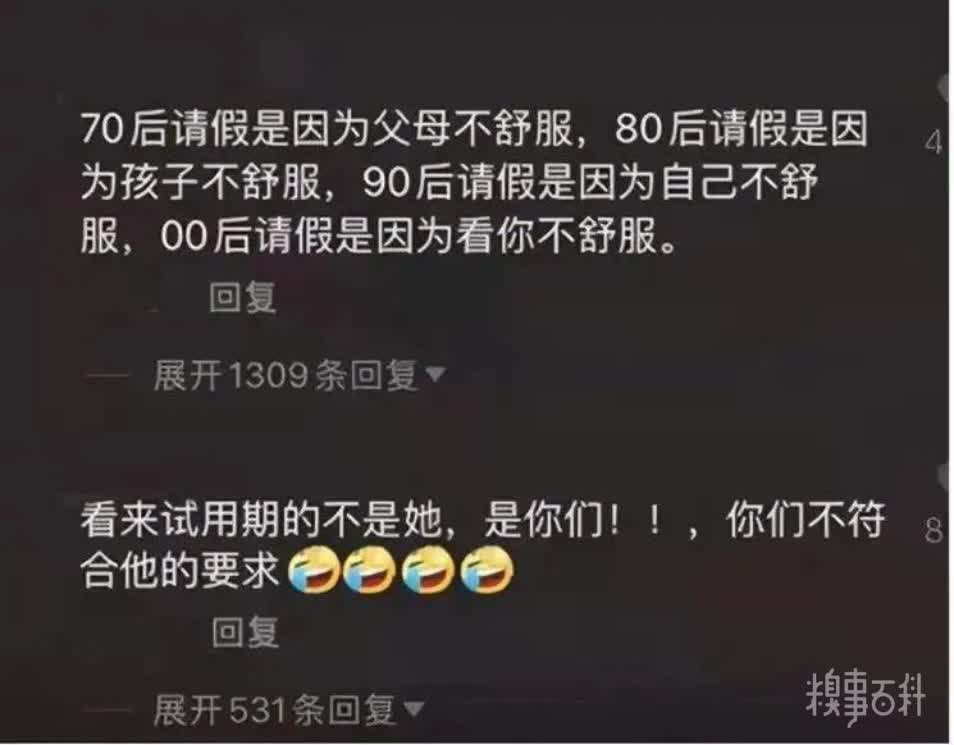 70后请假是因为父母不舒服，80后请假是因
为孩子不舒服，90后请假是因为自己不舒
服，00后请假是因为看你不舒服。
4
回复
展开1309条回复
看来试用期的不是她，是你们！！，你们不符
合他的要求🤣🤣🤣🤣
8
回复
展开531条回复
糗事百科